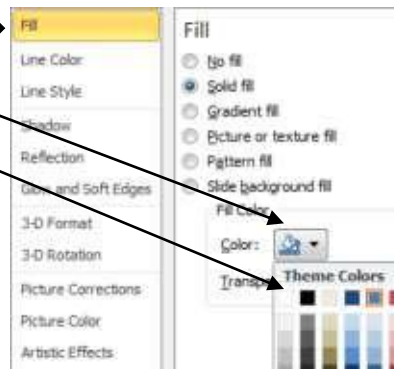 Fill
Line Color
Line Style
Shadow
Reflection
Glow and Soft Edges
3-D Format
3-D Rotation
Picture Corrections
Picture Color
Artistic Effects
Fill
No fill
Solid fill
Gradient fill
Picture or texture fill
Pattern fill
Slide background fill
Fill Color
Color:
Transpa
Theme Colors